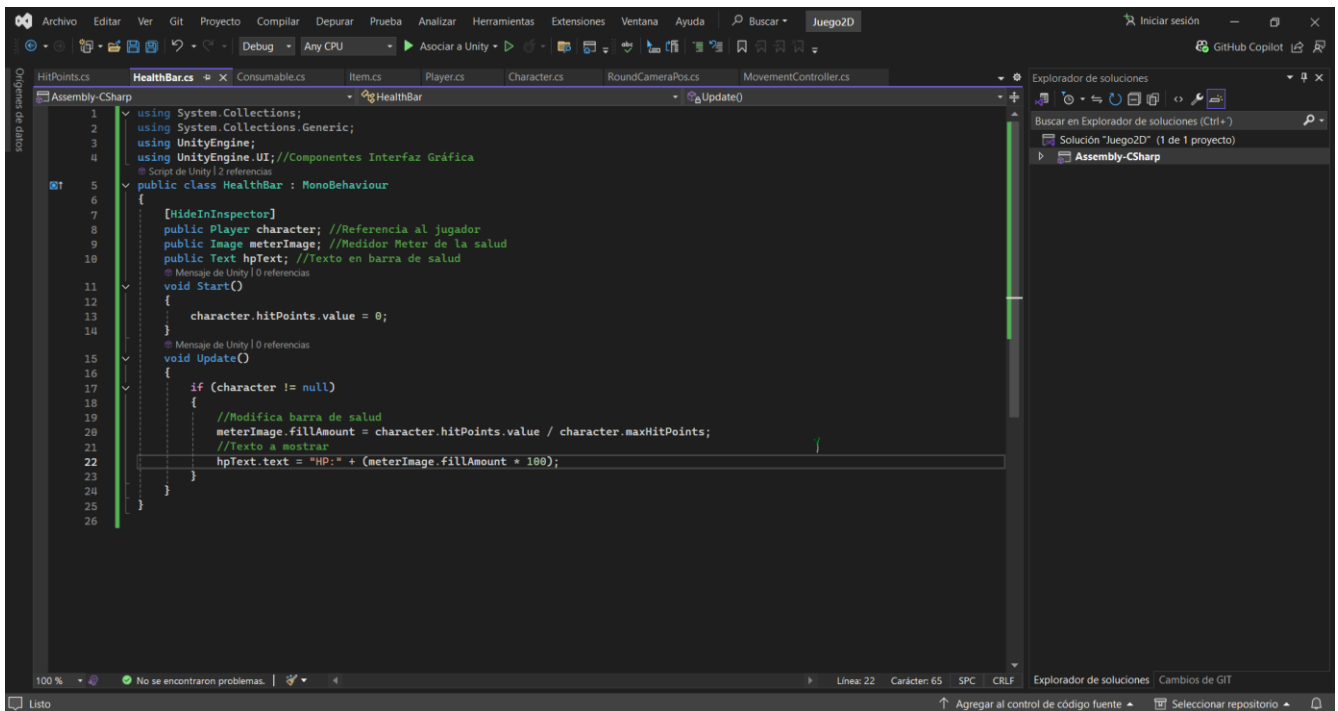 Archivo Editar Ver Git Proyecto Compilar Depurar Prueba Analizar Herramientas Extensiones Ventana Ayuda Buscar Juego2D Iniciar sesión
Debug Any CPU Asociar a Unity GitHub Copilot
Orígenes de datos
HitPoints.cs HealthBar.cs Consumable.cs Item.cs Player.cs Character.cs RoundCameraPos.cs MovementController.cs
Assembly-CSharp HealthBar Update()
1 using System.Collections;
2 using System.Collections.Generic;
3 using UnityEngine;
4 using UnityEngine.UI;//Componentes Interfaz Gráfica
Script de Unity | 2 referencias
5 public class HealthBar : MonoBehaviour
6 {
7 [HideInInspector]
8 public Player character; //Referencia al jugador
9 public Image meterImage; //Medidor Meter de la salud
10 public Text hpText; //Texto en barra de salud
Mensaje de Unity | 0 referencias
11 void Start()
12 {
13 character.hitPoints.value = 0;
14 }
Mensaje de Unity | 0 referencias
15 void Update()
16 {
17 if (character != null)
18 {
19 //Modifica barra de salud
20 meterImage.fillAmount = character.hitPoints.value / character.maxHitPoints;
21 //Texto a mostrar
22 hpText.text = "HP:" + (meterImage.fillAmount * 100);
23 }
24 }
25 }
26
100 % No se encontraron problemas. Línea: 22 Carácter: 65 SPC CRLF
Explorador de soluciones
Buscar en Explorador de soluciones (Ctrl+´)
Solución "Juego2D" (1 de 1 proyecto)
Assembly-CSharp
Explorador de soluciones Cambios de GIT
Listo Agregar al control de código fuente Seleccionar repositorio